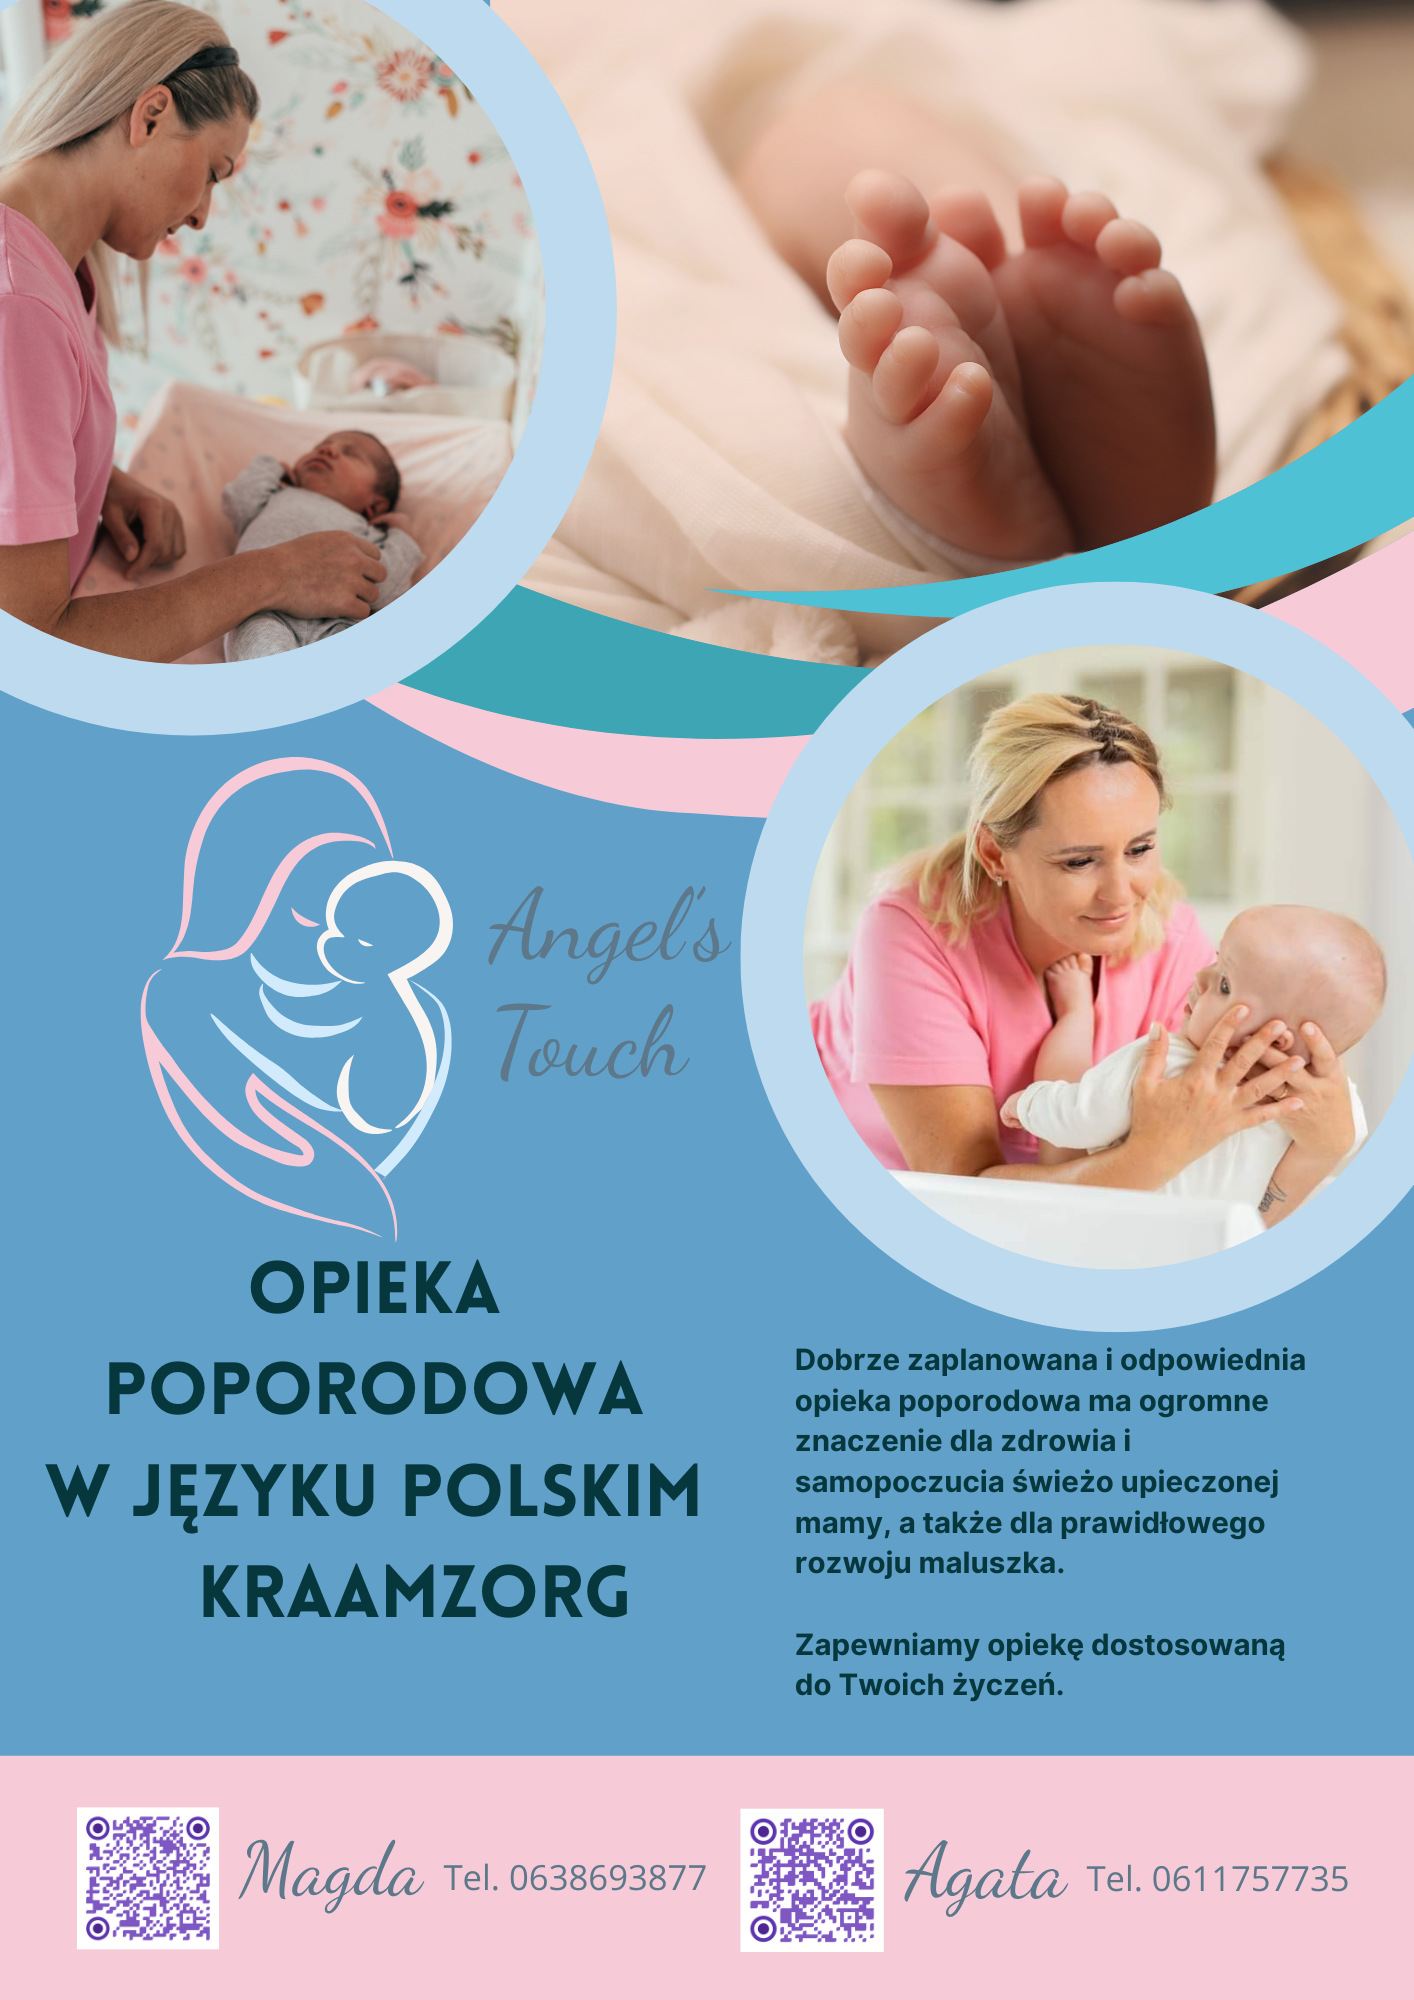 Angel's
Touch
OPIEKA
POPORODOWA
W JĘZYKU POLSKIM
KRAAMZORG
Dobrze zaplanowana i odpowiednia
opieka poporodowa ma ogromne
znaczenie dla zdrowia i
samopoczucia świeżo upieczonej
mamy, a także dla prawidłowego
rozwoju maluszka.
Zapewniamy opiekę dostosowaną
do Twoich życzeń.
Magda Tel. 0638693877
Agata Tel. 0611757735